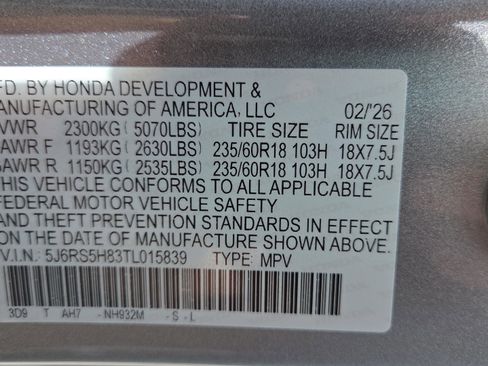 MFD. BY HONDA DEVELOPMENT &
MANUFACTURING OF AMERICA, LLC 02/'26
GVWR 2300KG( 5070LBS) TIRE SIZE RIM SIZE
GAWR F 1193KG( 2630LBS) 235/60R18 103H 18X7.5J
GAWR R 1150KG( 2535LBS) 235/60R18 103H 18X7.5J
THIS VEHICLE CONFORMS TO ALL APPLICABLE
FEDERAL MOTOR VEHICLE SAFETY
AND THEFT PREVENTION STANDARDS IN EFFECT
ON THE DATE OF MANUFACTURE SHOWN ABOVE.
V.I.N.: 5J6RS5H83TL015839 TYPE: MPV
3D9 T AH7 -NH932M -S-L